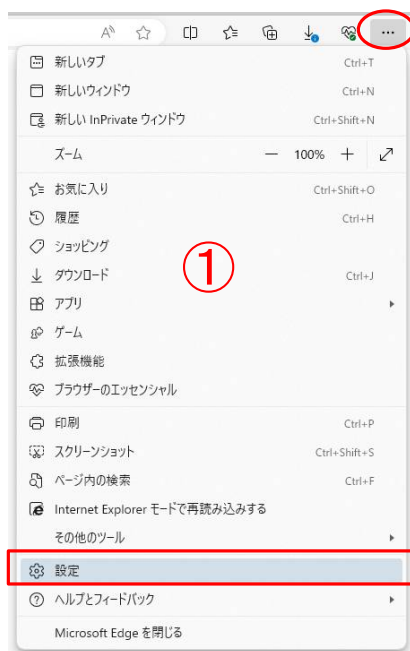 新しいタブ Ctrl+T
新しいウィンドウ Ctrl+N
新しい InPrivate ウィンドウ Ctrl+Shift+N
ズーム — 100% +
お気に入り Ctrl+Shift+O
履歴 Ctrl+H
ショッピング
①
ダウンロード Ctrl+J
アプリ
ゲーム
拡張機能
ブラウザーのエッセンシャル
印刷 Ctrl+P
スクリーンショット Ctrl+Shift+S
ページ内の検索 Ctrl+F
Internet Explorer モードで再読み込みする
その他のツール
設定
ヘルプとフィードバック
Microsoft Edge を閉じる